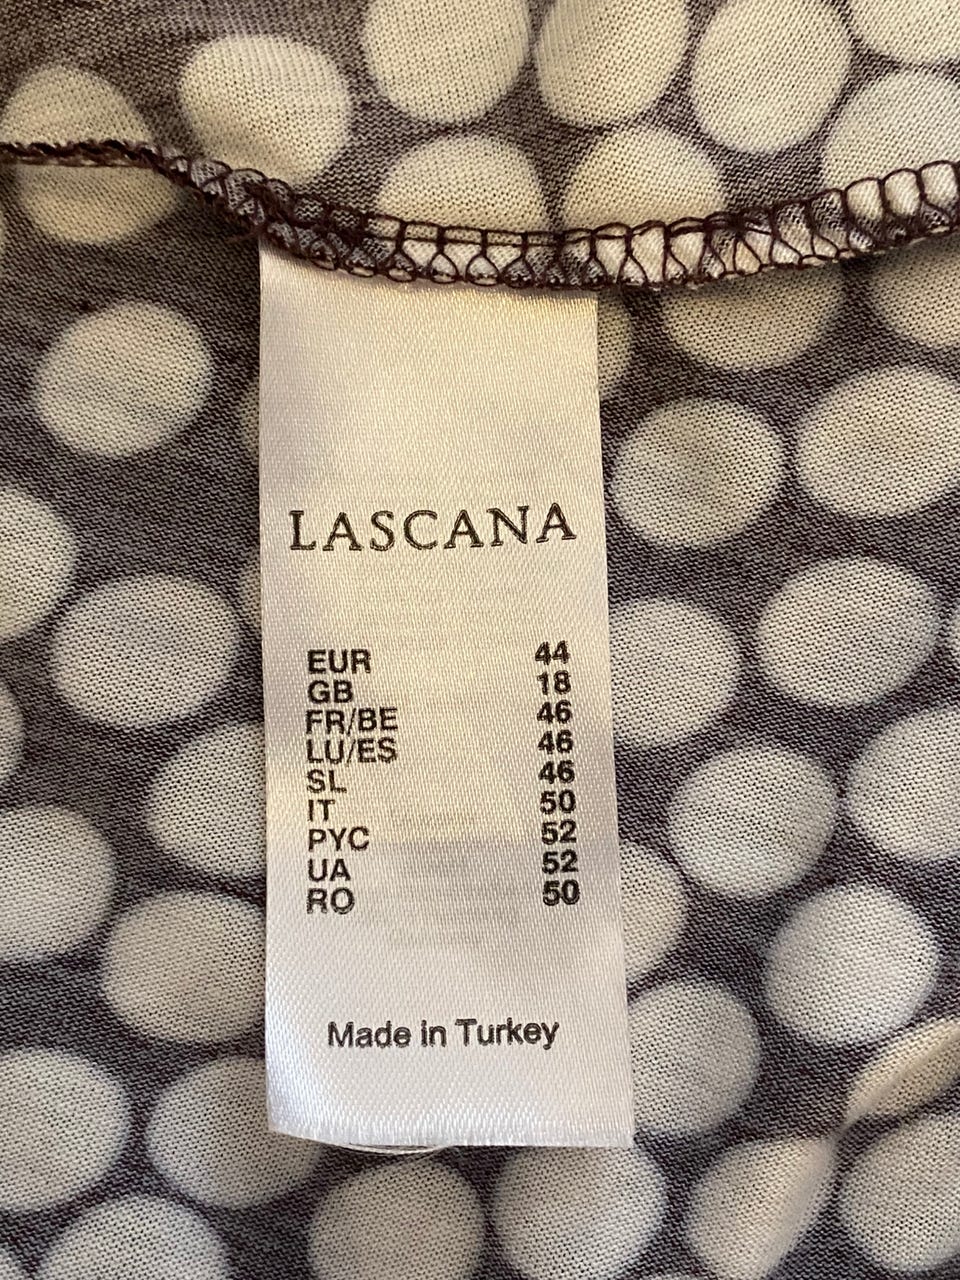 LASCANA
EUR 44
GB 18
FR/BE 46
LU/ES 46
SL 46
IT 50
PYC 52
UA 52
RO 50
Made in Turkey